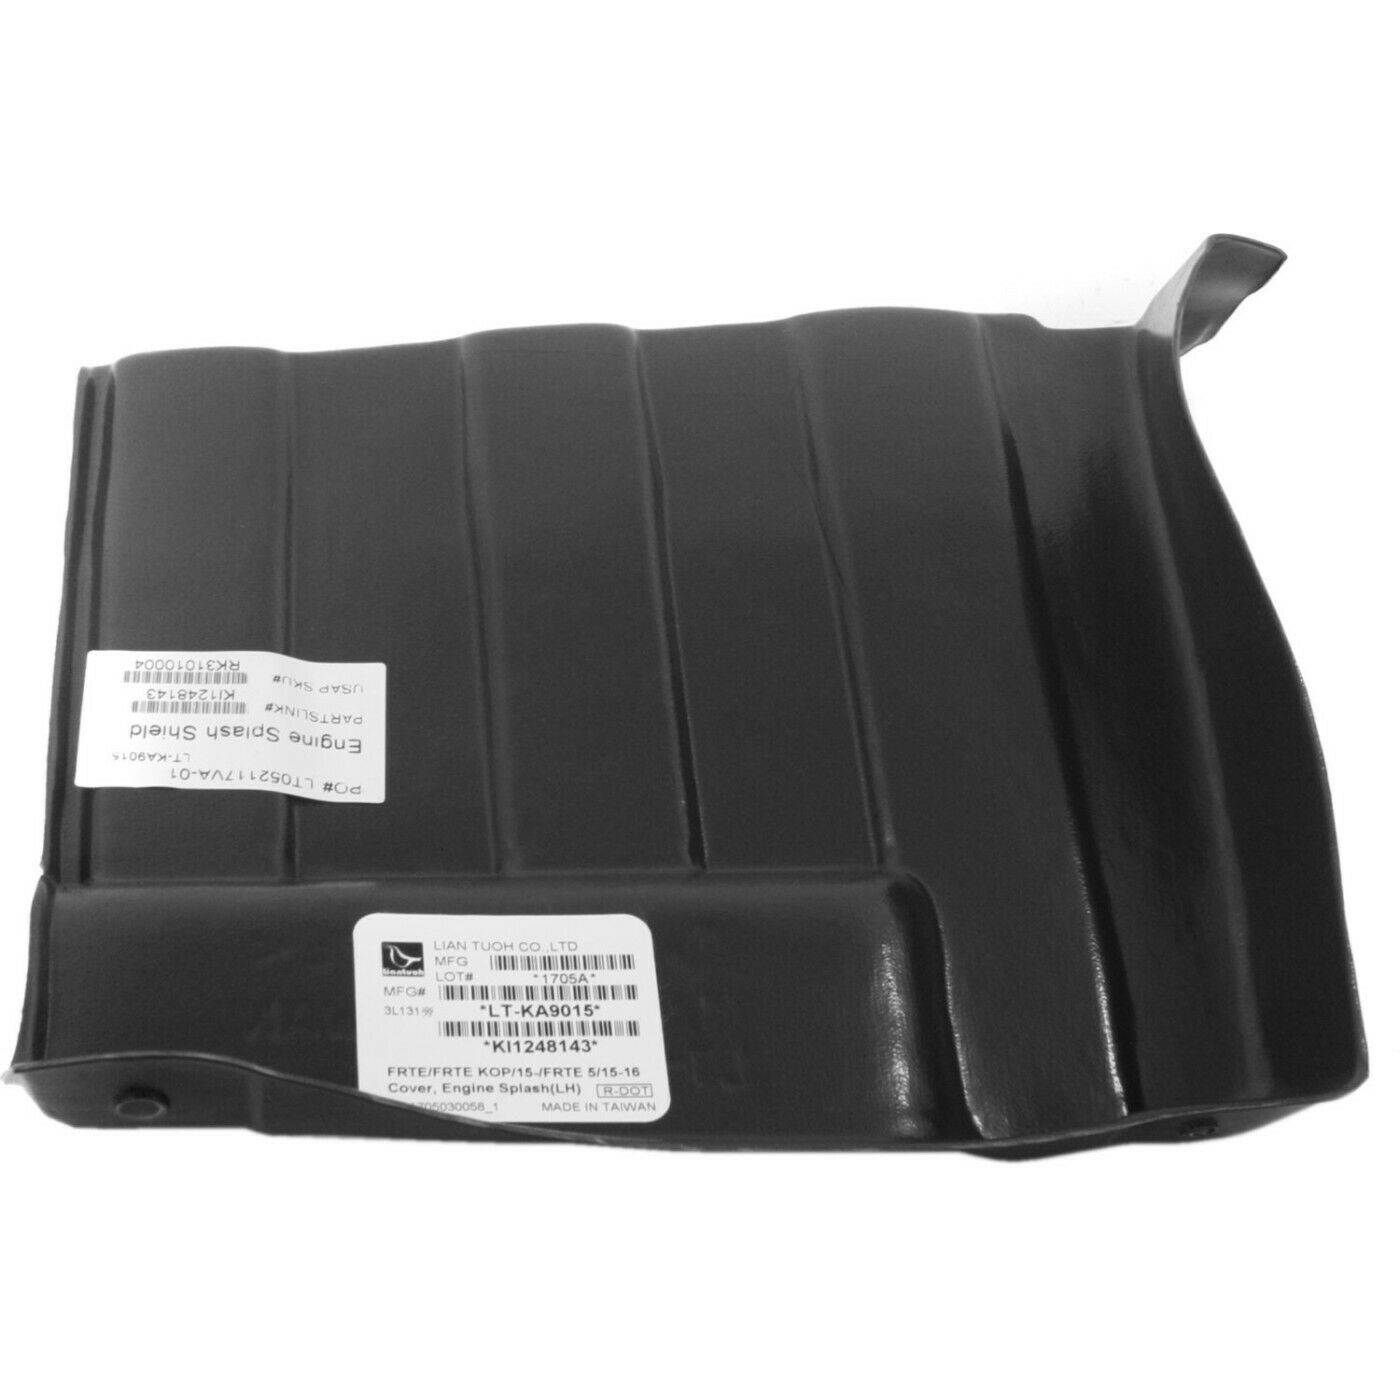 PO# LT052117VA-01
LT-KA9015
Engine Splash Shield
PARTSLINK#
KI1248143
USAP SKU#
RK31010004
liantuoh
LIAN TUOH CO.,LTD
MFG
LOT# *1705A*
MFG#
3L131 *LT-KA9015*
*KI1248143*
FRTE/FRTE KOP/15-/FRTE 5/15-16
Cover, Engine Splash(LH) R-DOT
1705030058_1 MADE IN TAIWAN